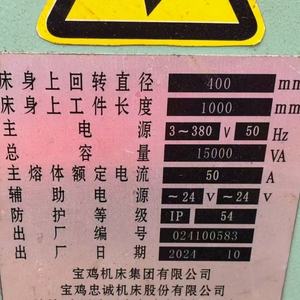 床身上回转直径 400 mm
床身上工件长度 1000 mm
主电源 3~380 V 50 Hz
总容量 15000 VA
主熔体额定电流 50 A
辅助电源 ~24 V ~24 V
防护等级 IP 54
出厂编号 024100583
出厂日期 2024 10
宝鸡机床集团有限公司
宝鸡忠诚机床股份有限公司